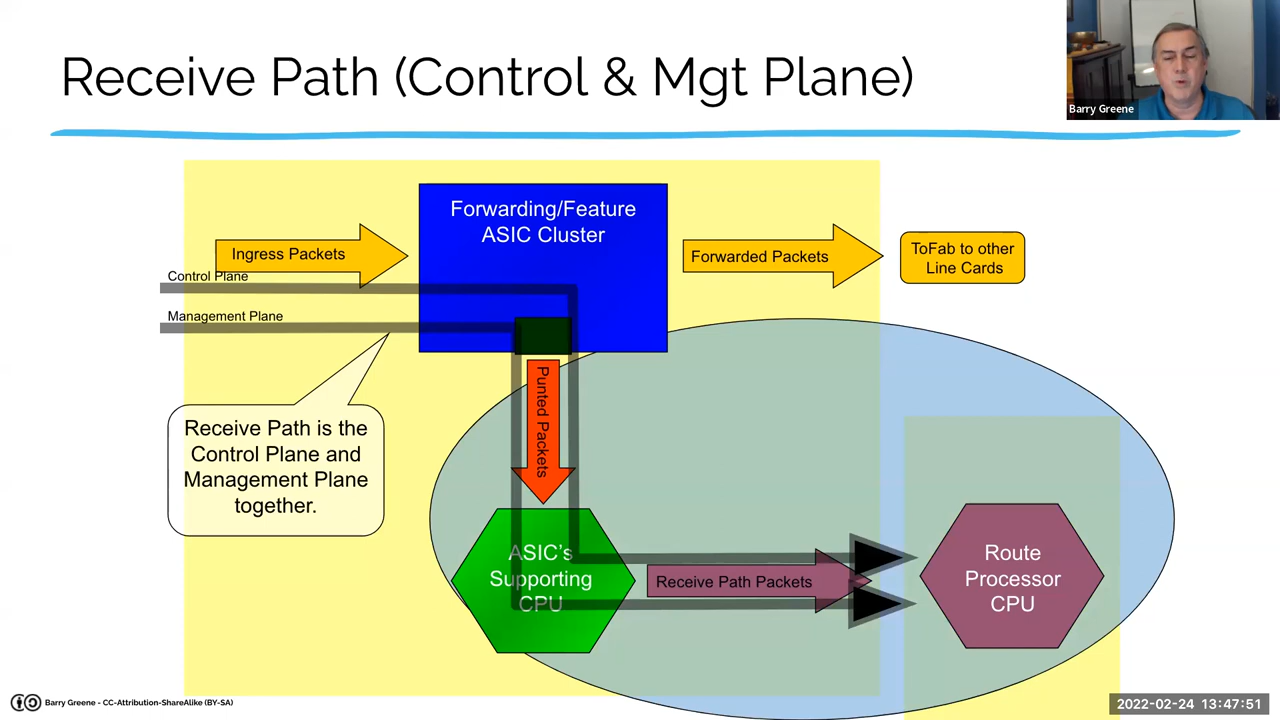 Receive Path (Control & Mgt Plane)
Barry Greene
Forwarding/Feature
ASIC Cluster
Ingress Packets
Forwarded Packets
ToFab to other
Line Cards
Control Plane
Management Plane
Punted Packets
Receive Path is the
Control Plane and
Management Plane
together.
ASIC's
Supporting
CPU
Receive Path Packets
Route
Processor
CPU
Barry Greene - CC-Attribution-ShareAlike (BY-SA)
2022-02-24 13:47:51